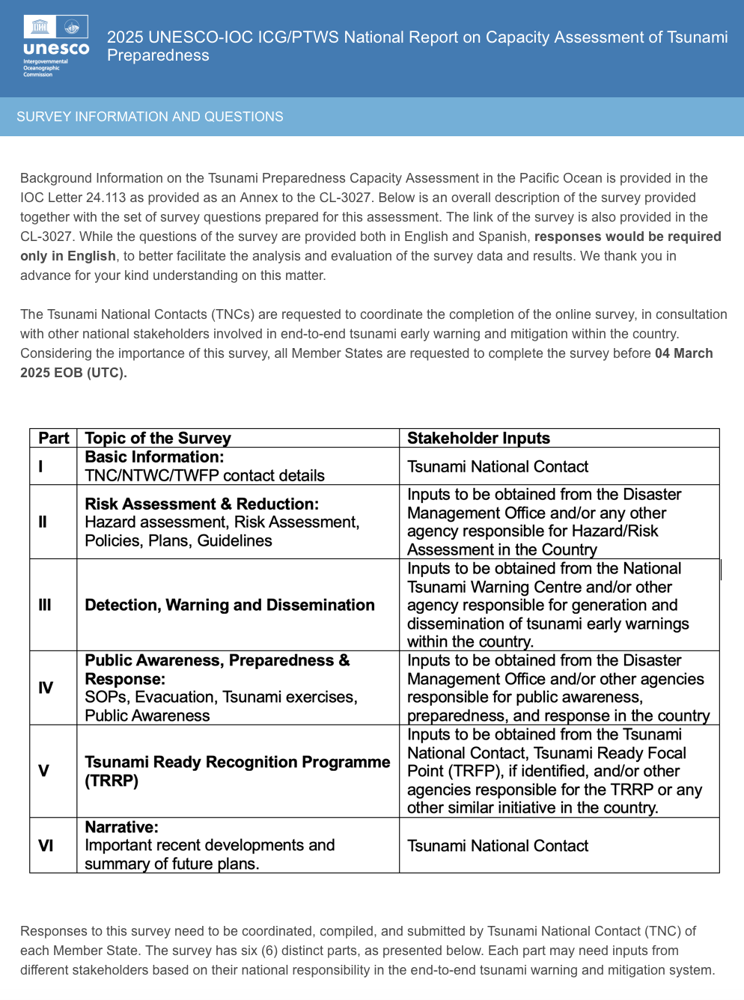 unesco
Intergovernmental
Oceanographic
Commission
2025 UNESCO-IOC ICG/PTWS National Report on Capacity Assessment of Tsunami
Preparedness
SURVEY INFORMATION AND QUESTIONS
Background Information on the Tsunami Preparedness Capacity Assessment in the Pacific Ocean is provided in the
IOC Letter 24.113 as provided as an Annex to the CL-3027. Below is an overall description of the survey provided
together with the set of survey questions prepared for this assessment. The link of the survey is also provided in the
CL-3027. While the questions of the survey are provided both in English and Spanish, responses would be required
only in English, to better facilitate the analysis and evaluation of the survey data and results. We thank you in
advance for your kind understanding on this matter.
The Tsunami National Contacts (TNCs) are requested to coordinate the completion of the online survey, in consultation
with other national stakeholders involved in end-to-end tsunami early warning and mitigation within the country.
Considering the importance of this survey, all Member States are requested to complete the survey before 04 March
2025 EOB (UTC).
Part Topic of the Survey Stakeholder Inputs
I
Basic Information:
TNC/NTWC/TWFP contact details
Tsunami National Contact
II
Risk Assessment & Reduction:
Hazard assessment, Risk Assessment,
Policies, Plans, Guidelines
Inputs to be obtained from the Disaster
Management Office and/or any other
agency responsible for Hazard/Risk
Assessment in the Country
III
Detection, Warning and Dissemination
Inputs to be obtained from the National
Tsunami Warning Centre and/or other
agency responsible for generation and
dissemination of tsunami early warnings
within the country.
IV
Public Awareness, Preparedness &
Response:
SOPs, Evacuation, Tsunami exercises,
Public Awareness
Inputs to be obtained from the Disaster
Management Office and/or other agencies
responsible for public awareness,
preparedness, and response in the country
V
Tsunami Ready Recognition Programme
(TRRP)
Inputs to be obtained from the Tsunami
National Contact, Tsunami Ready Focal
Point (TRFP), if identified, and/or other
agencies responsible for the TRRP or any
other similar initiative in the country.
VI
Narrative:
Important recent developments and
summary of future plans.
Tsunami National Contact
Responses to this survey need to be coordinated, compiled, and submitted by Tsunami National Contact (TNC) of
each Member State. The survey has six (6) distinct parts, as presented below. Each part may need inputs from
different stakeholders based on their national responsibility in the end-to-end tsunami warning and mitigation system.